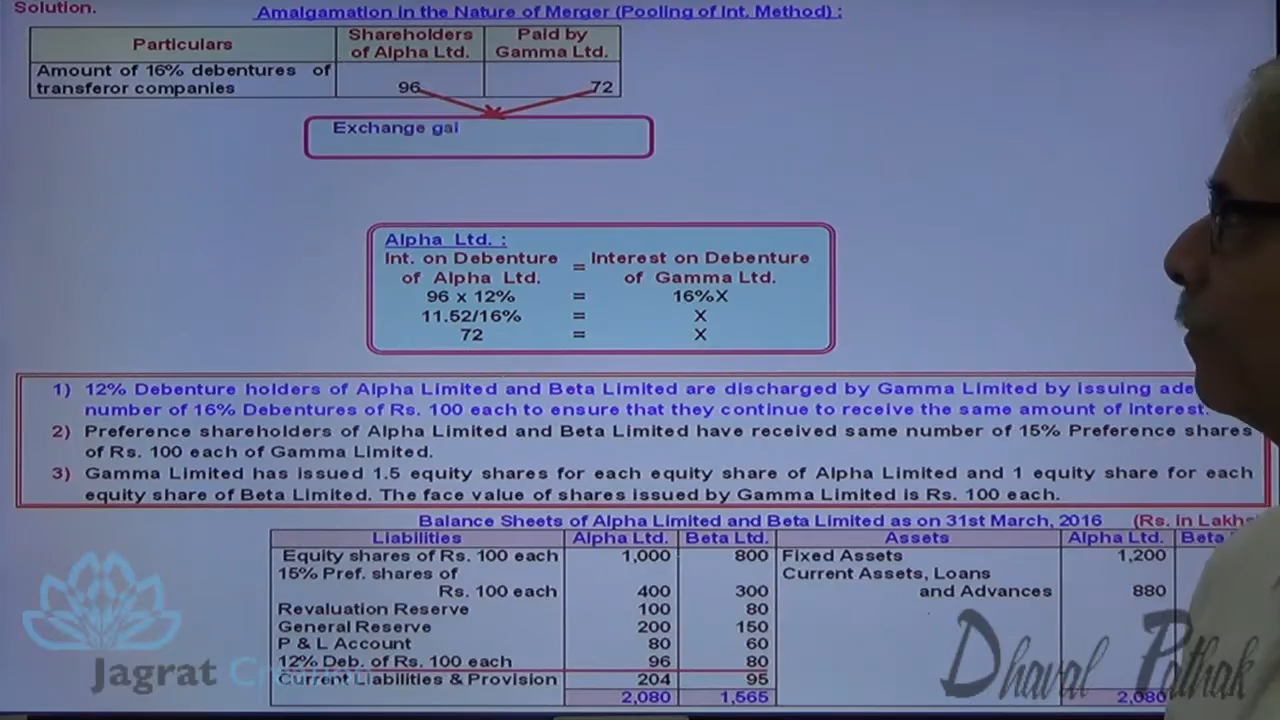 Solution.
Amalgamation in the Nature of Merger (Pooling of Int. Method) :
Particulars Shareholders of Alpha Ltd. Paid by Gamma Ltd.
Amount of 16% debentures of transferor companies 96 72
Exchange gai
Alpha Ltd. :
Int. on Debenture of Alpha Ltd. = Interest on Debenture of Gamma Ltd.
96 x 12% = 16%X
11.52/16% = X
72 = X
1) 12% Debenture holders of Alpha Limited and Beta Limited are discharged by Gamma Limited by issuing ade
number of 16% Debentures of Rs. 100 each to ensure that they continue to receive the same amount of interest.
2) Preference shareholders of Alpha Limited and Beta Limited have received same number of 15% Preference shares
of Rs. 100 each of Gamma Limited.
3) Gamma Limited has issued 1.5 equity shares for each equity share of Alpha Limited and 1 equity share for each
equity share of Beta Limited. The face value of shares issued by Gamma Limited is Rs. 100 each.
Balance Sheets of Alpha Limited and Beta Limited as on 31st March, 2016 (Rs. In Lakhs
Liabilities Alpha Ltd. Beta Ltd. Assets Alpha Ltd. Beta
Equity shares of Rs. 100 each 1,000 800 Fixed Assets 1,200
15% Pref. shares of Current Assets, Loans
Rs. 100 each 400 300 and Advances 880
Revaluation Reserve 100 80
General Reserve 200 150
P & L Account 80 60
12% Deb. of Rs. 100 each 96 80
Current Liabilities & Provision 204 95
2,080 1,565 2,080
Jagrat
Dhaval Pathak